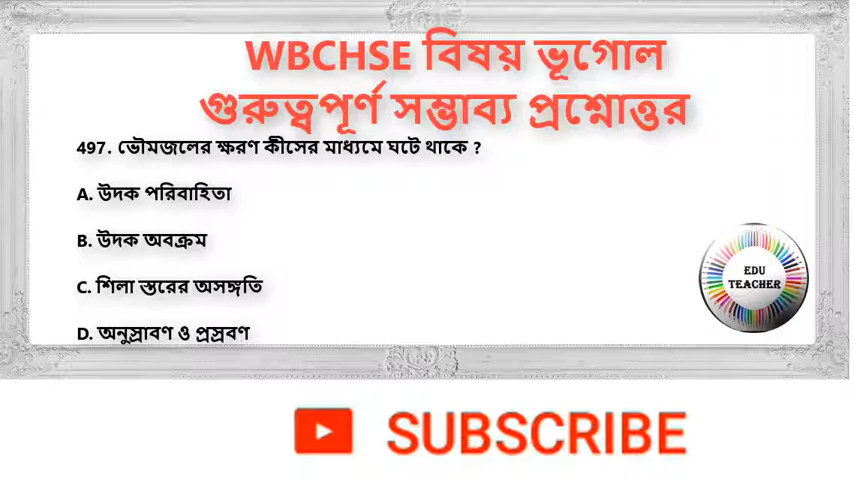 WBCHSE বিষয় ভূগোল
গুরুত্বপূর্ণ সম্ভাব্য প্রশ্নোত্তর
497. ভৌমজলের ক্ষরণ কীসের মাধ্যমে ঘটে থাকে ?
A. উদক পরিবাহিতা
B. উদক অবক্রম
C. শিলা স্তরের অসঙ্গতি
D. অনুস্রাবণ ও প্রস্রবণ
EDU
TEACHER
SUBSCRIBE